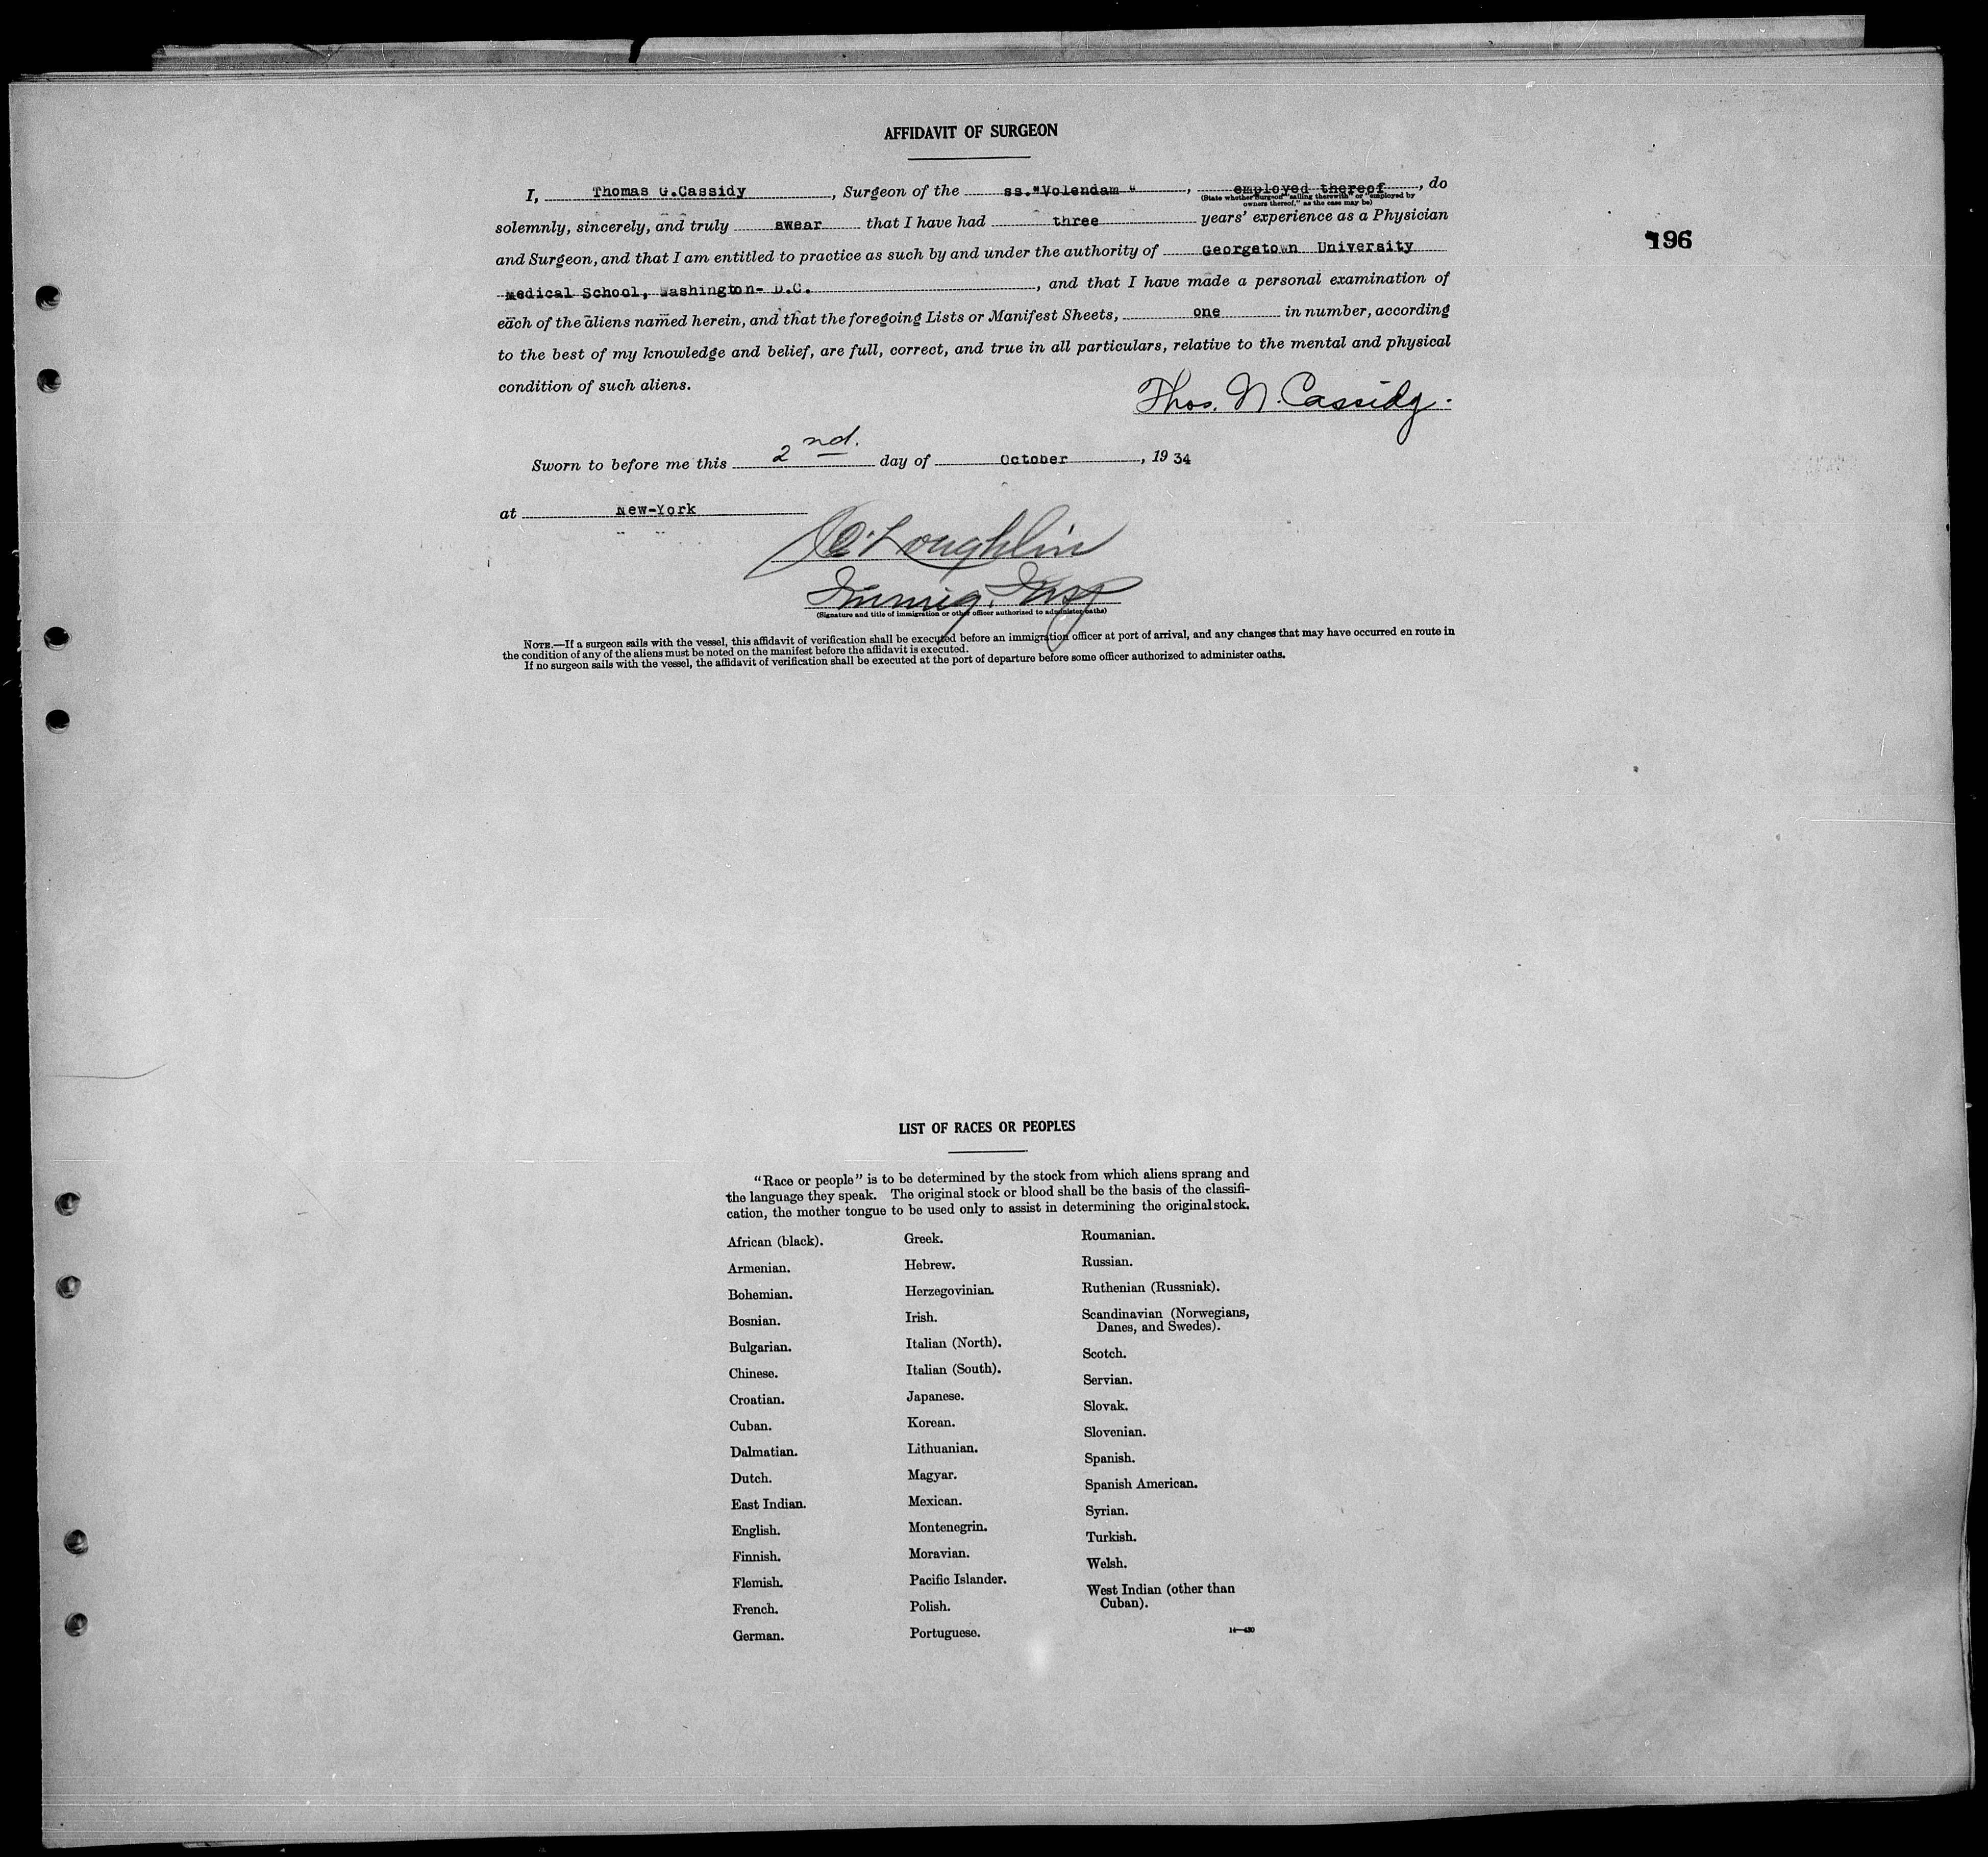 AFFIDAVIT OF SURGEON
I, Thomas G.Cassidy, Surgeon of the ss."Volendam", employed thereof, do
(State whether Surgeon "sailing therewith" or "employed by
owners thereof," as the case may be)
solemnly, sincerely, and truly swear that I have had three years' experience as a Physician
196
and Surgeon, and that I am entitled to practice as such by and under the authority of Georgetown University
Medical School, Washington- D.C., and that I have made a personal examination of
each of the aliens named herein, and that the foregoing Lists or Manifest Sheets, one in number, according
to the best of my knowledge and belief, are full, correct, and true in all particulars, relative to the mental and physical
condition of such aliens.
Thos. N. Cassidy.
Sworn to before me this 2nd. day of October, 1934
at New-York
O'Loughlin
Immig. Insp
(Signature and title of immigration or other officer authorized to administer oaths)
NOTE.—If a surgeon sails with the vessel, this affidavit of verification shall be executed before an immigration officer at port of arrival, and any changes that may have occurred en route in
the condition of any of the aliens must be noted on the manifest before the affidavit is executed.
If no surgeon sails with the vessel, the affidavit of verification shall be executed at the port of departure before some officer authorized to administer oaths.
LIST OF RACES OR PEOPLES
"Race or people" is to be determined by the stock from which aliens sprang and
the language they speak. The original stock or blood shall be the basis of the classifi-
cation, the mother tongue to be used only to assist in determining the original stock.
African (black).
Armenian.
Bohemian.
Bosnian.
Bulgarian.
Chinese.
Croatian.
Cuban.
Dalmatian.
Dutch.
East Indian.
English.
Finnish.
Flemish.
French.
German.
Greek.
Hebrew.
Herzegovinian.
Irish.
Italian (North).
Italian (South).
Japanese.
Korean.
Lithuanian.
Magyar.
Mexican.
Montenegrin.
Moravian.
Pacific Islander.
Polish.
Portuguese.
Roumanian.
Russian.
Ruthenian (Russniak).
Scandinavian (Norwegians,
Danes, and Swedes).
Scotch.
Servian.
Slovak.
Slovenian.
Spanish.
Spanish American.
Syrian.
Turkish.
Welsh.
West Indian (other than
Cuban).
14—430